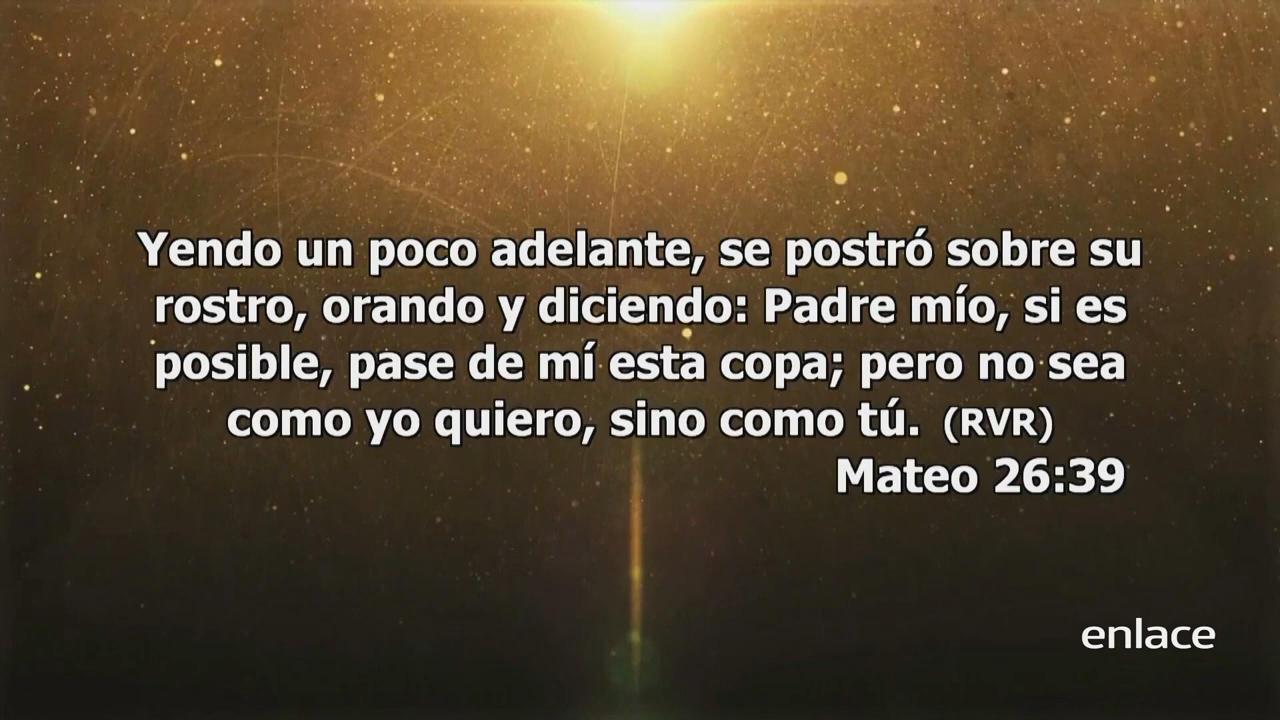 Yendo un poco adelante, se postró sobre su
rostro, orando y diciendo: Padre mío, si es
posible, pase de mí esta copa; pero no sea
como yo quiero, sino como tú. (RVR)
Mateo 26:39
enlace